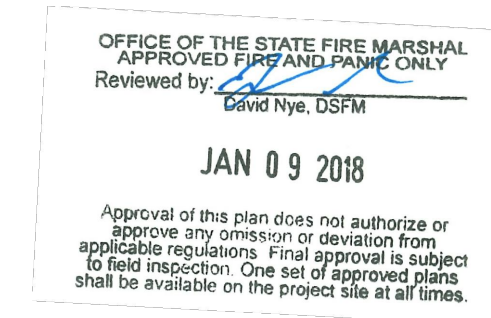 OFFICE OF THE STATE FIRE MARSHAL
APPROVED FIRE AND PANIC ONLY
Reviewed by:
David Nye, DSFM
JAN 09 2018
Approval of this plan does not authorize or
approve any omission or deviation from
applicable regulations Final approval is subject
to field inspection. One set of approved plans
shall be available on the project site at all times.